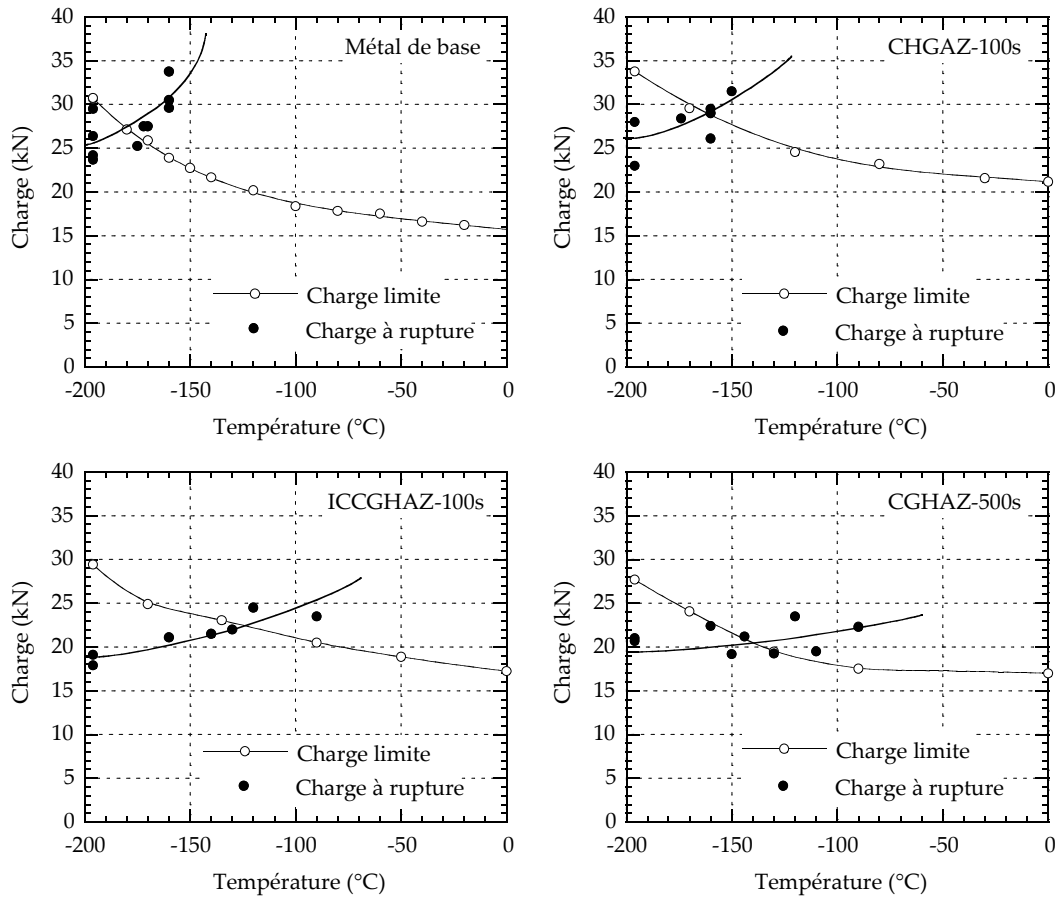 Métal de base
Charge (kN)
40
35
30
25
20
15
10
5
0
Charge limite
Charge à rupture
-200
-150
-100
-50
0
Température (°C)
CHGAZ-100s
Charge (kN)
40
35
30
25
20
15
10
5
0
Charge limite
Charge à rupture
-200
-150
-100
-50
0
Température (°C)
ICCGHAZ-100s
Charge (kN)
40
35
30
25
20
15
10
5
0
Charge limite
Charge à rupture
-200
-150
-100
-50
0
Température (°C)
CGHAZ-500s
Charge (kN)
40
35
30
25
20
15
10
5
0
Charge limite
Charge à rupture
-200
-150
-100
-50
0
Température (°C)